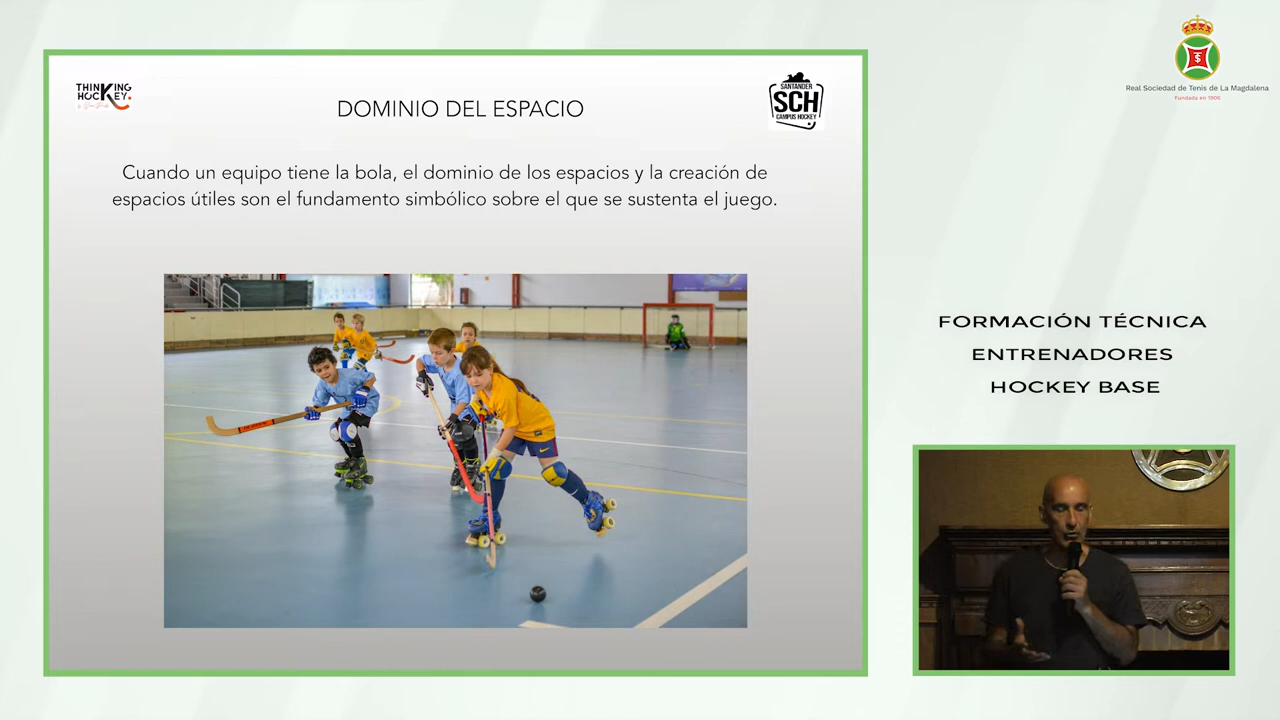 THINKING
HOCKEY.
DOMINIO DEL ESPACIO
SANTANDER
SCH
CAMPUS HOCKEY
Cuando un equipo tiene la bola, el dominio de los espacios y la creación de
espacios útiles son el fundamento simbólico sobre el que se sustenta el juego.
Real Sociedad de Tenis de La Magdalena
Fundada en 1906
FORMACIÓN TÉCNICA
ENTRENADORES
HOCKEY BASE